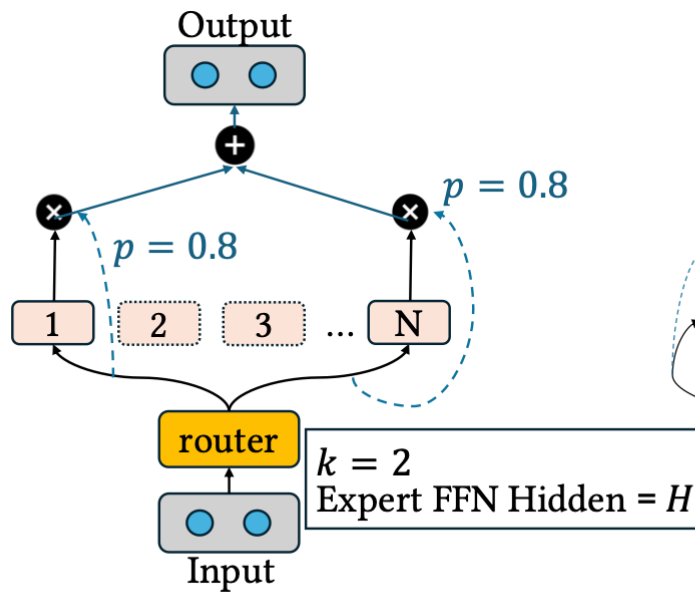 Output
+
×
×
p = 0.8
p = 0.8
1
2
3
...
N
router
k = 2
Expert FFN Hidden = H
Input